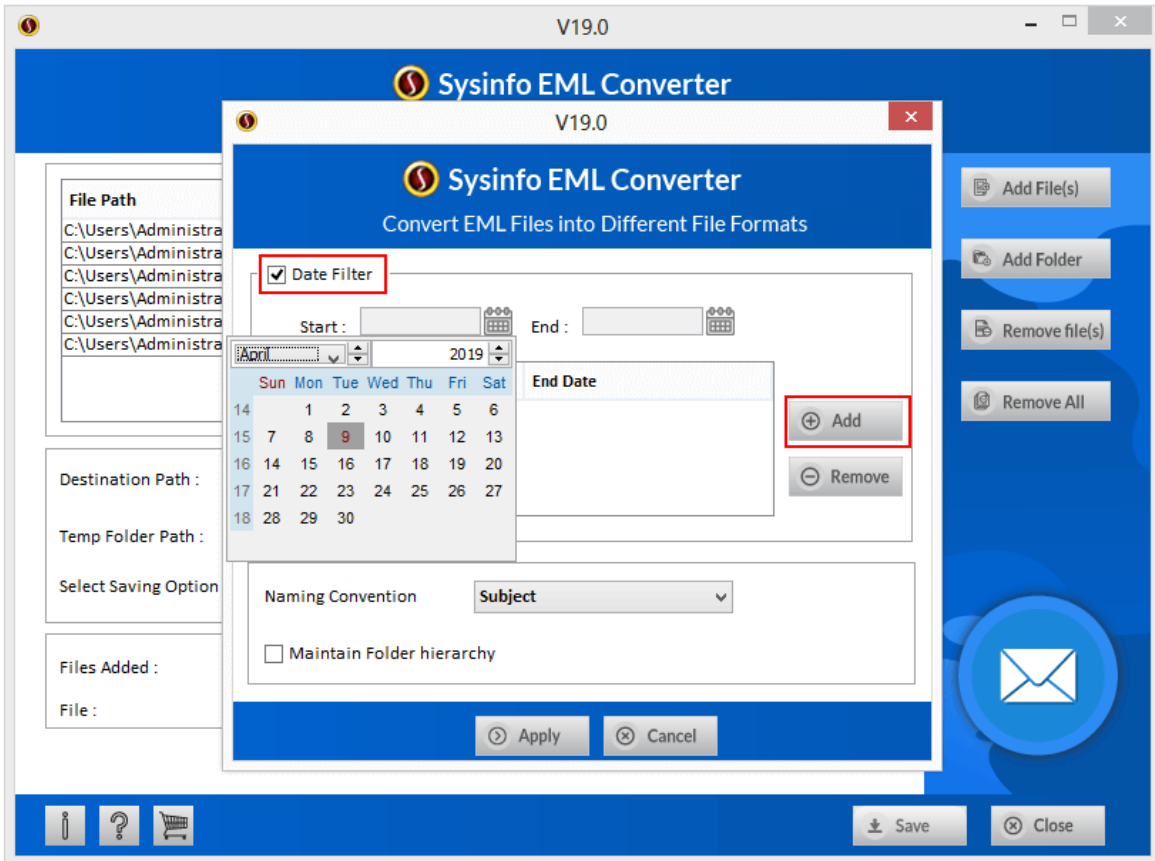 V19.0
Sysinfo EML Converter
V19.0
Sysinfo EML Converter
Convert EML Files into Different File Formats
File Path
C:\Users\Administra
C:\Users\Administra
C:\Users\Administra
C:\Users\Administra
C:\Users\Administra
C:\Users\Administra
Add File(s)
Add Folder
Remove file(s)
Remove All
Date Filter
Start : End :
April 2019
Sun Mon Tue Wed Thu Fri Sat
14 1 2 3 4 5 6
15 7 8 9 10 11 12 13
16 14 15 16 17 18 19 20
17 21 22 23 24 25 26 27
18 28 29 30
End Date
Add
Remove
Destination Path :
Temp Folder Path :
Select Saving Option
Naming Convention Subject
Maintain Folder hierarchy
Files Added :
File :
Apply Cancel
Save Close